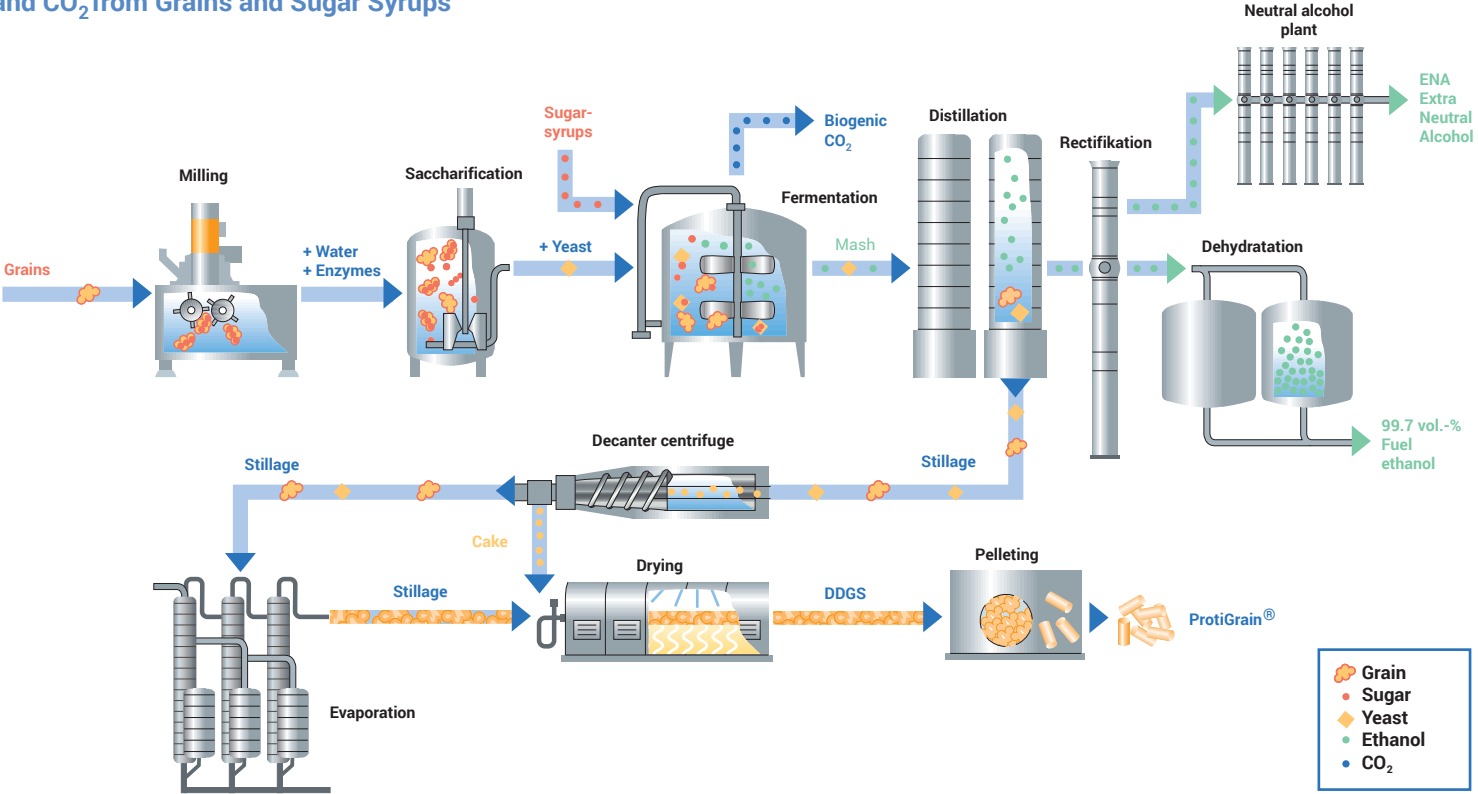 and CO₂ from Grains and Sugar Syrups
Neutral alcohol
plant
ENA
Extra
Neutral
Alcohol
Sugar-
syrups
Biogenic
CO₂
Distillation
Rectifikation
Milling
Saccharification
Fermentation
Grains
+ Water
+ Enzymes
+ Yeast
Mash
Dehydratation
99.7 vol.-%
Fuel
ethanol
Decanter centrifuge
Stillage
Stillage
Cake
Drying
Pelleting
Stillage
DDGS
ProtiGrain®
Evaporation
Grain
Sugar
Yeast
Ethanol
CO₂